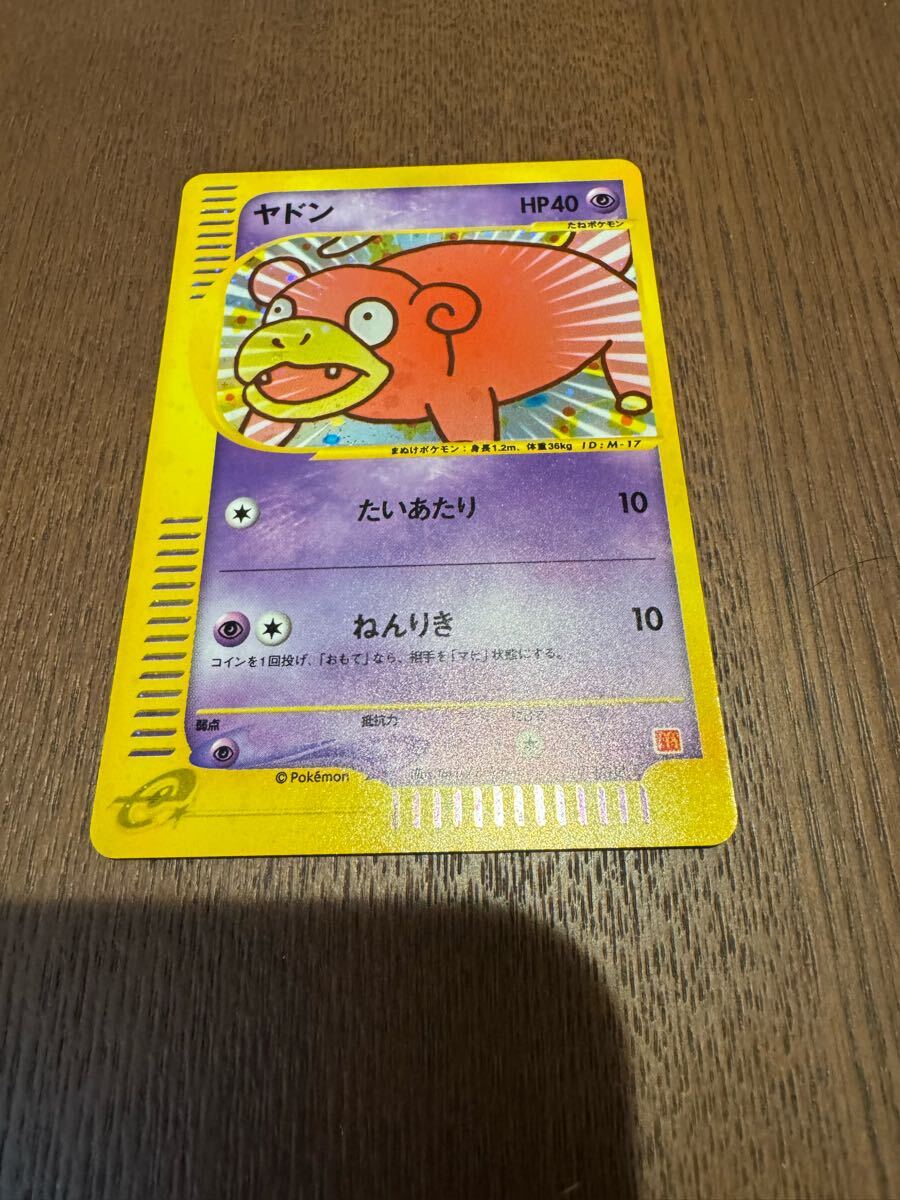 ヤドン HP40
たねポケモン
まぬけポケモン：身長1.2m、体重36kg ID:M-17
たいあたり 10
ねんりき 10
コインを1回投げ、「おもて」なら、相手を「マヒ」状態にする。
弱点 抵抗力 にげる
© Pokémon